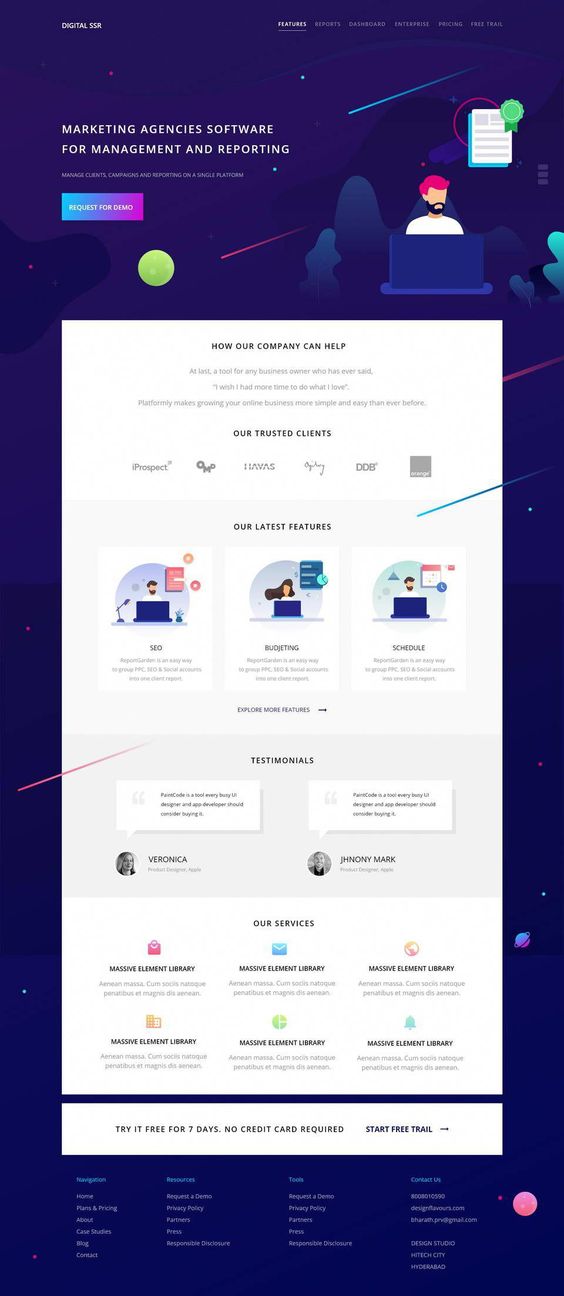 DIGITAL SSR
FEATURES REPORTS DASHBOARD ENTERPRISE PRICING FREE TRAIL
MARKETING AGENCIES SOFTWARE
FOR MANAGEMENT AND REPORTING
MANAGE CLIENTS, CAMPAIGNS AND REPORTING ON A SINGLE PLATFORM
REQUEST FOR DEMO
HOW OUR COMPANY CAN HELP
At last, a tool for any business owner who has ever said,
"I wish I had more time to do what I love".
Platformly makes growing your online business more simple and easy than ever before.
OUR TRUSTED CLIENTS
iProspect OMD HAVAS Ogilvy DDB° orange
OUR LATEST FEATURES
SEO
ReportGarden is an easy way
to group PPC, SEO & Social accounts
into one client report.
BUDJETING
ReportGarden is an easy way
to group PPC, SEO & Social accounts
into one client report.
SCHEDULE
ReportGarden is an easy way
to group PPC, SEO & Social accounts
into one client report.
EXPLORE MORE FEATURES
TESTIMONIALS
PaintCode is a tool every busy UI
designer and app developer should
consider buying it.
VERONICA
Product Designer, Apple
PaintCode is a tool every busy UI
designer and app developer should
consider buying it.
JHNONY MARK
Product Designer, Apple
OUR SERVICES
MASSIVE ELEMENT LIBRARY
Aenean massa. Cum sociis natoque
penatibus et magnis dis aenean.
MASSIVE ELEMENT LIBRARY
Aenean massa. Cum sociis natoque
penatibus et magnis dis aenean.
MASSIVE ELEMENT LIBRARY
Aenean massa. Cum sociis natoque
penatibus et magnis dis aenean.
MASSIVE ELEMENT LIBRARY
Aenean massa. Cum sociis natoque
penatibus et magnis dis aenean.
MASSIVE ELEMENT LIBRARY
Aenean massa. Cum sociis natoque
penatibus et magnis dis aenean.
MASSIVE ELEMENT LIBRARY
Aenean massa. Cum sociis natoque
penatibus et magnis dis aenean.
TRY IT FREE FOR 7 DAYS. NO CREDIT CARD REQUIRED START FREE TRAIL
Navigation
Home
Plans & Pricing
About
Case Studies
Blog
Contact
Resources
Request a Demo
Privacy Policy
Partners
Press
Responsible Disclosure
Tools
Request a Demo
Privacy Policy
Partners
Press
Responsible Disclosure
Contact Us
8008010590
designflavours.com
bharath.prv@gmail.com
DESIGN STUDIO
HITECH CITY
HYDERABAD